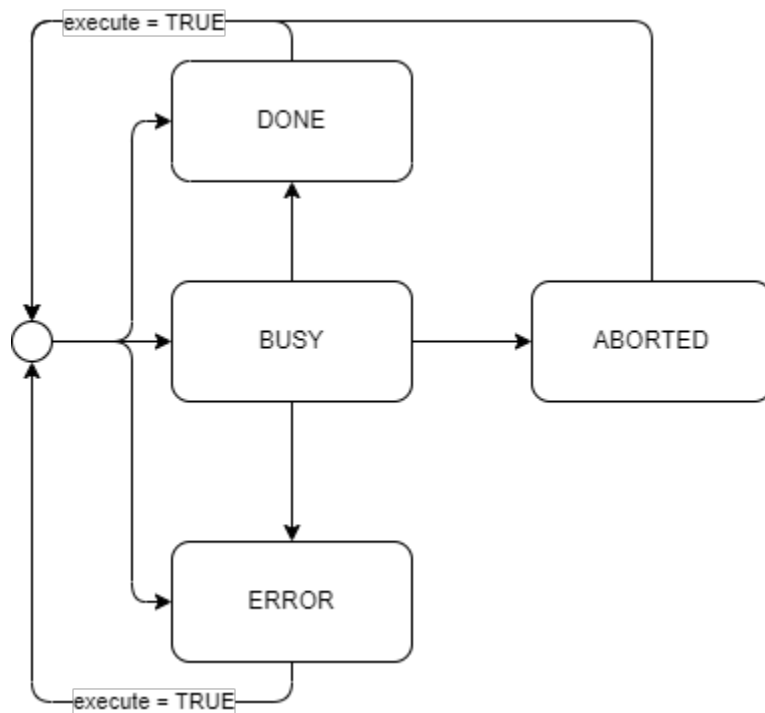 execute = TRUE
DONE
BUSY
ABORTED
ERROR
execute = TRUE